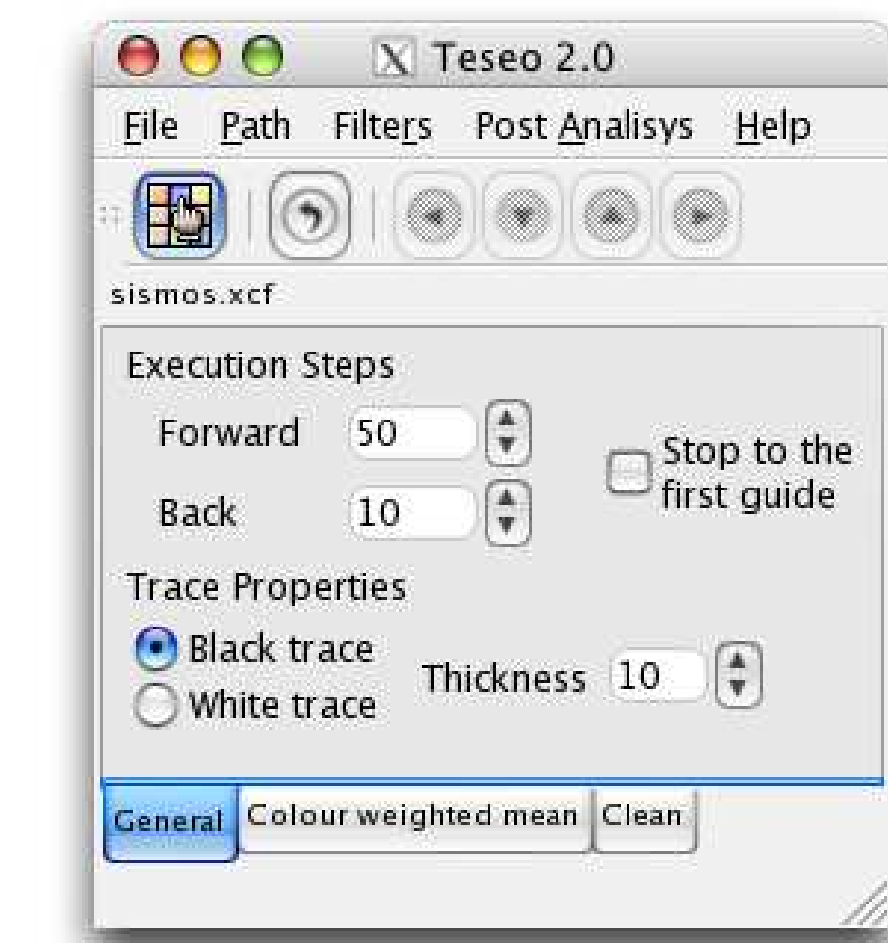 Teseo 2.0
File Path Filters Post Analisys Help
sismos.xcf
Execution Steps
Forward 50
Back 10
Stop to the
first guide
Trace Properties
Black trace
White trace
Thickness 10
General Colour weighted mean Clean